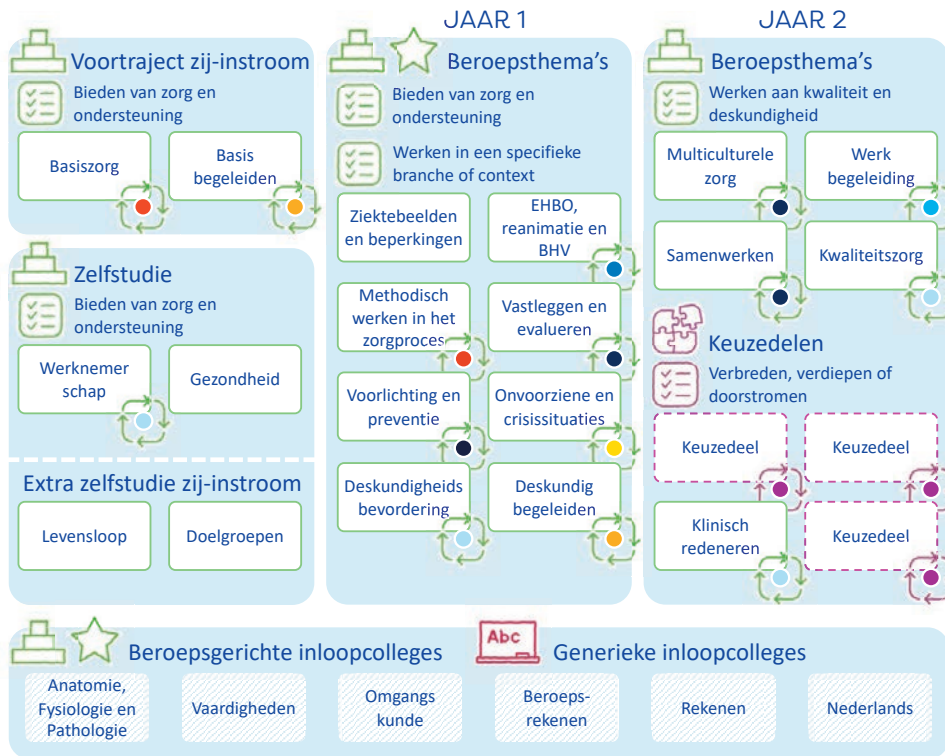 JAAR 1
JAAR 2
Voortraject zij-instroom
Bieden van zorg en
ondersteuning
Basiszorg
Basis
begeleiden
Zelfstudie
Bieden van zorg en
ondersteuning
Werknemer
schap
Gezondheid
Extra zelfstudie zij-instroom
Levensloop
Doelgroepen
Beroepsthema's
Bieden van zorg en
ondersteuning
Werken in een specifieke
branche of context
Ziektebeelden
en beperkingen
EHBO,
reanimatie en
BHV
Methodisch
werken in het
zorgproces
Vastleggen en
evalueren
Voorlichting en
preventie
Onvoorziene en
crisissituaties
Deskundigheids
bevordering
Deskundig
begeleiden
Beroepsthema's
Werken aan kwaliteit en
deskundigheid
Multiculturele
zorg
Werk
begeleiding
Samenwerken
Kwaliteitszorg
Keuzedelen
Verbreden, verdiepen of
doorstromen
Keuzedeel
Keuzedeel
Klinisch
redeneren
Keuzedeel
Beroepsgerichte inloopcolleges
Abc
Generieke inloopcolleges
Anatomie,
Fysiologie en
Pathologie
Vaardigheden
Omgangs
kunde
Beroeps-
rekenen
Rekenen
Nederlands